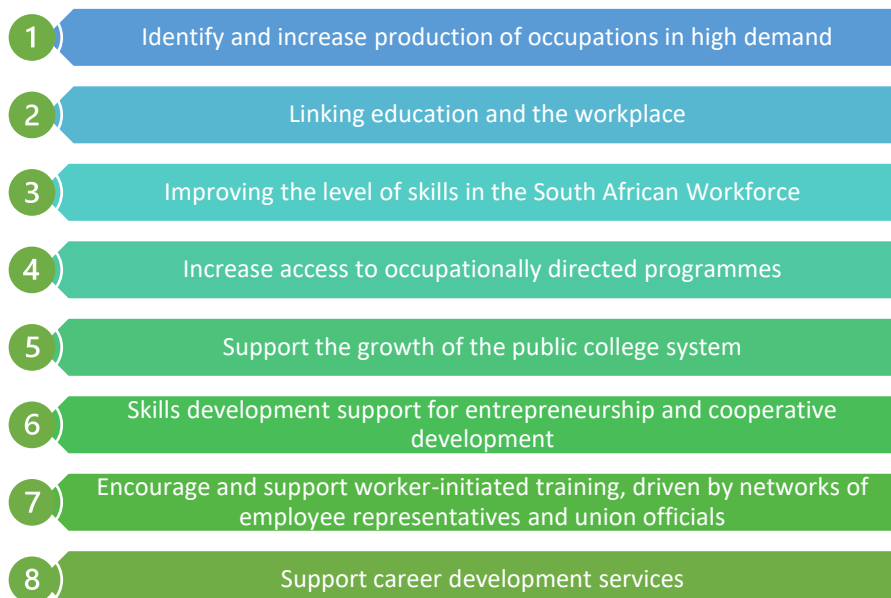 1
Identify and increase production of occupations in high demand
2
Linking education and the workplace
3
Improving the level of skills in the South African Workforce
4
Increase access to occupationally directed programmes
5
Support the growth of the public college system
6
Skills development support for entrepreneurship and cooperative
development
7
Encourage and support worker-initiated training, driven by networks of
employee representatives and union officials
8
Support career development services